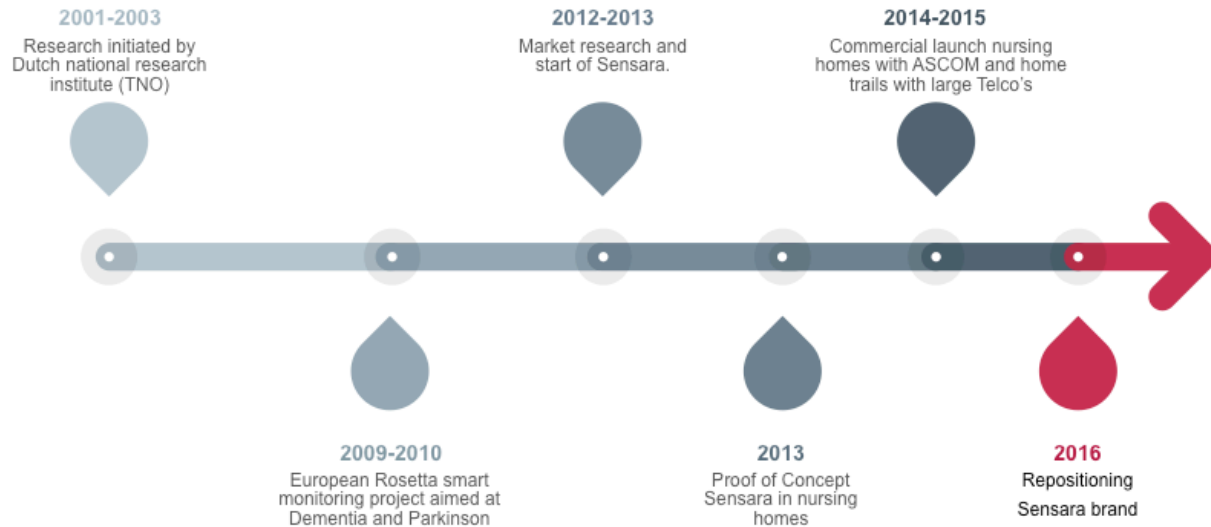 2001-2003
Research initiated by
Dutch national research
institute (TNO)
2012-2013
Market research and
start of Sensara.
2014-2015
Commercial launch nursing
homes with ASCOM and home
trails with large Telco's
2009-2010
European Rosetta smart
monitoring project aimed at
Dementia and Parkinson
2013
Proof of Concept
Sensara in nursing
homes
2016
Repositioning
Sensara brand